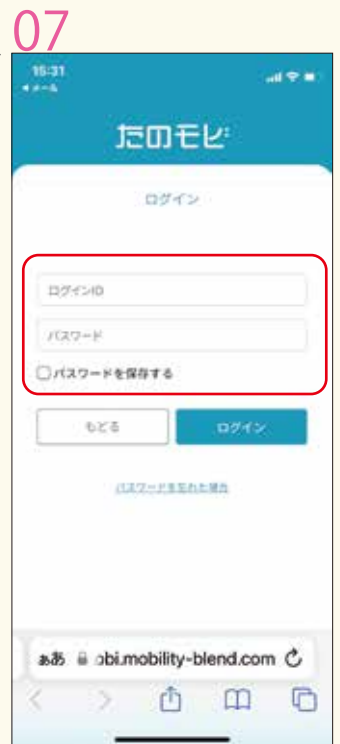 07
15:31
◀メール
たのモビ
ログイン
ログインID
パスワード
パスワードを保存する
もどる
ログイン
パスワードを忘れた場合
ぁあ obi.mobility-blend.com